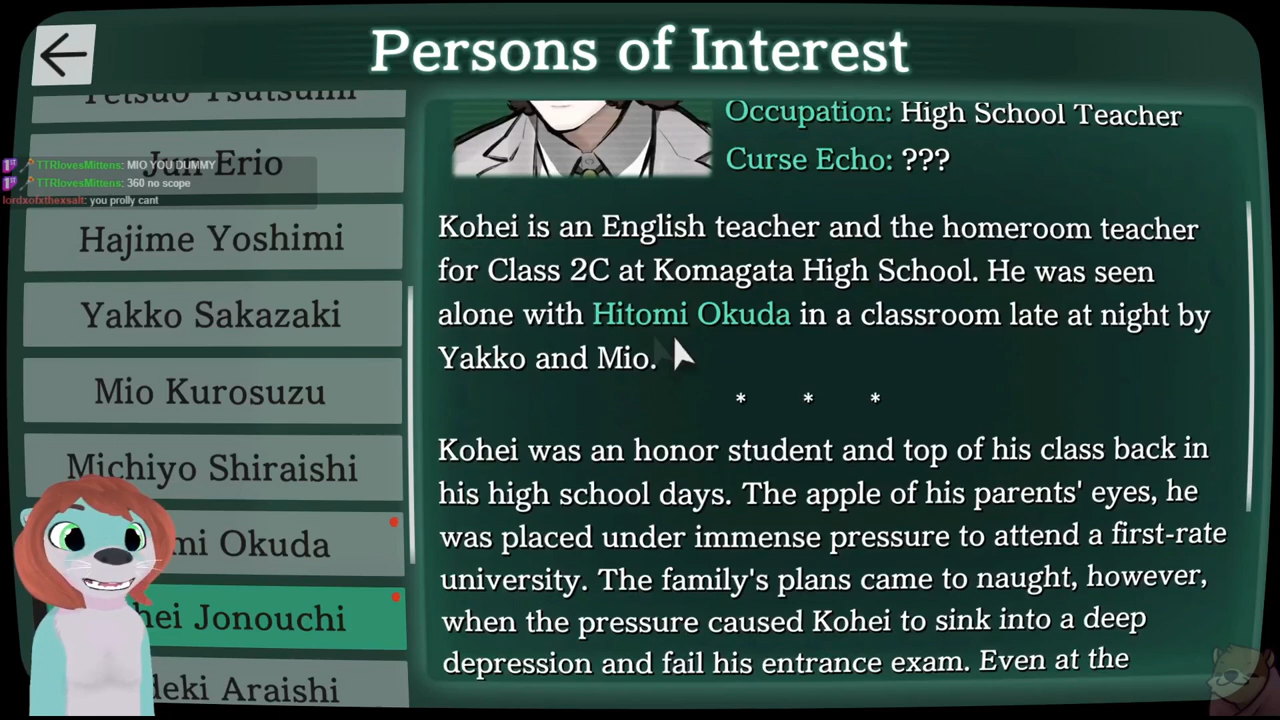 Persons of Interest
Tetsuo Tsutsumi
Jun Erio
TTRlovesMittens: MIO YOU DUMMY
TTRlovesMittens: 360 no scope
lordxofxthexsalt: you prolly cant
Hajime Yoshimi
Yakko Sakazaki
Mio Kurosuzu
Michiyo Shiraishi
mi Okuda
hei Jonouchi
deki Araishi
Occupation: High School Teacher
Curse Echo: ???
Kohei is an English teacher and the homeroom teacher
for Class 2C at Komagata High School. He was seen
alone with Hitomi Okuda in a classroom late at night by
Yakko and Mio.
* * *
Kohei was an honor student and top of his class back in
his high school days. The apple of his parents' eyes, he
was placed under immense pressure to attend a first-rate
university. The family's plans came to naught, however,
when the pressure caused Kohei to sink into a deep
depression and fail his entrance exam. Even at the